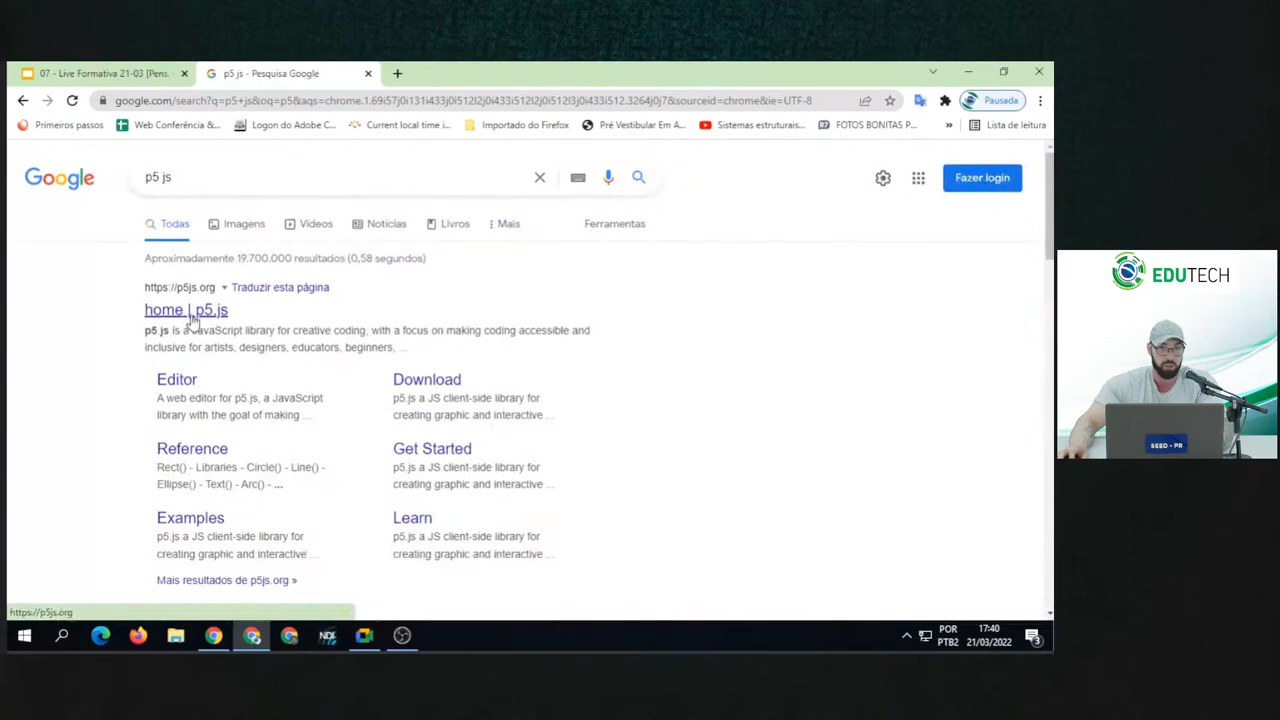 07 - Live Formativa 21-03 [Pens.
p5 js - Pesquisa Google
google.com/search?q=p5+js&oq=p5&aqs=chrome.1.69i57j0i131i433j0i512l2j0i433i512j0i512l3j0i433i512.3264j0j7&sourceid=chrome&ie=UTF-8
Pausada
Primeiros passos
Web Conferência &...
Logon do Adobe C...
Current local time i...
Importado do Firefox
Pré Vestibular Em A...
Sistemas estruturais...
FOTOS BONITAS P...
»
Lista de leitura
Google
p5 js
Fazer login
Todas
Imagens
Vídeos
Notícias
Livros
Mais
Ferramentas
Aproximadamente 19.700.000 resultados (0,58 segundos)
https://p5js.org
Traduzir esta página
home | p5.js
p5 js is a JavaScript library for creative coding, with a focus on making coding accessible and
inclusive for artists, designers, educators, beginners, ...
Editor
A web editor for p5.js, a JavaScript
library with the goal of making ...
Download
p5.js a JS client-side library for
creating graphic and interactive ...
Reference
Rect() - Libraries - Circle() - Line() -
Ellipse() - Text() - Arc() - ...
Get Started
p5.js a JS client-side library for
creating graphic and interactive ...
Examples
p5.js a JS client-side library for
creating graphic and interactive ...
Learn
p5.js a JS client-side library for
creating graphic and interactive ...
Mais resultados de p5js.org »
https://p5js.org
NDI
POR
PTB2
17:40
21/03/2022
3
EDUTECH
SEED - PR